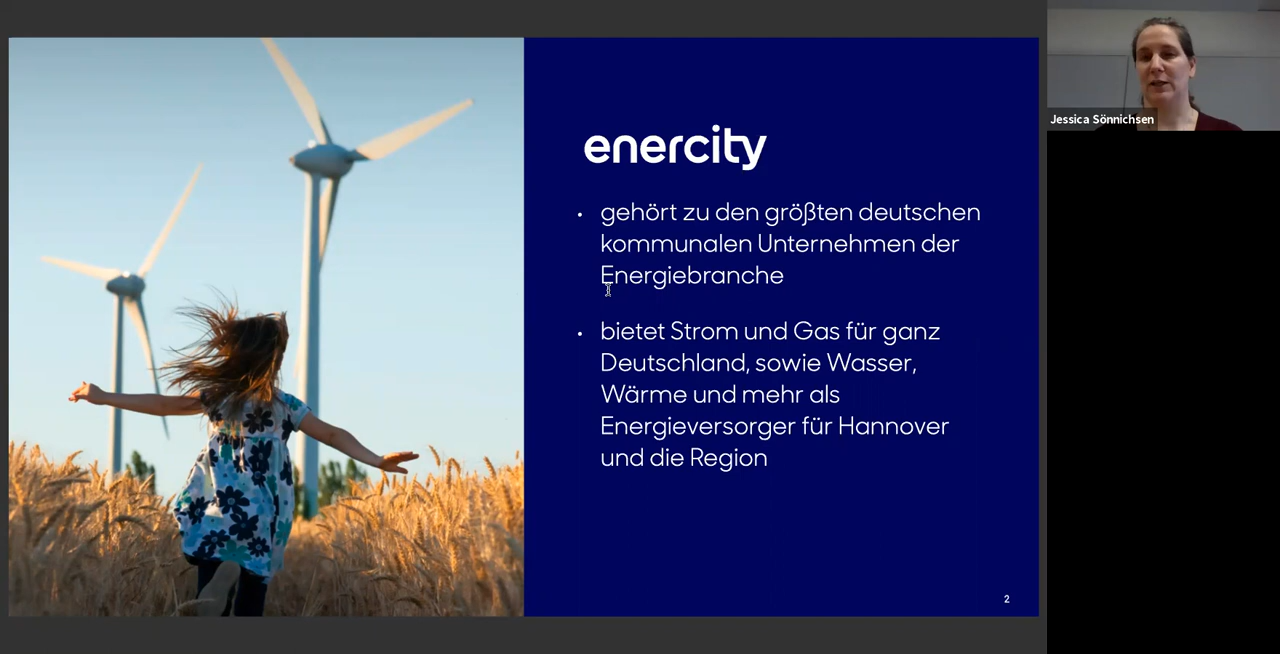 enercity
• gehört zu den größten deutschen
kommunalen Unternehmen der
Energiebranche
• bietet Strom und Gas für ganz
Deutschland, sowie Wasser,
Wärme und mehr als
Energieversorger für Hannover
und die Region
2
Jessica Sönnichsen